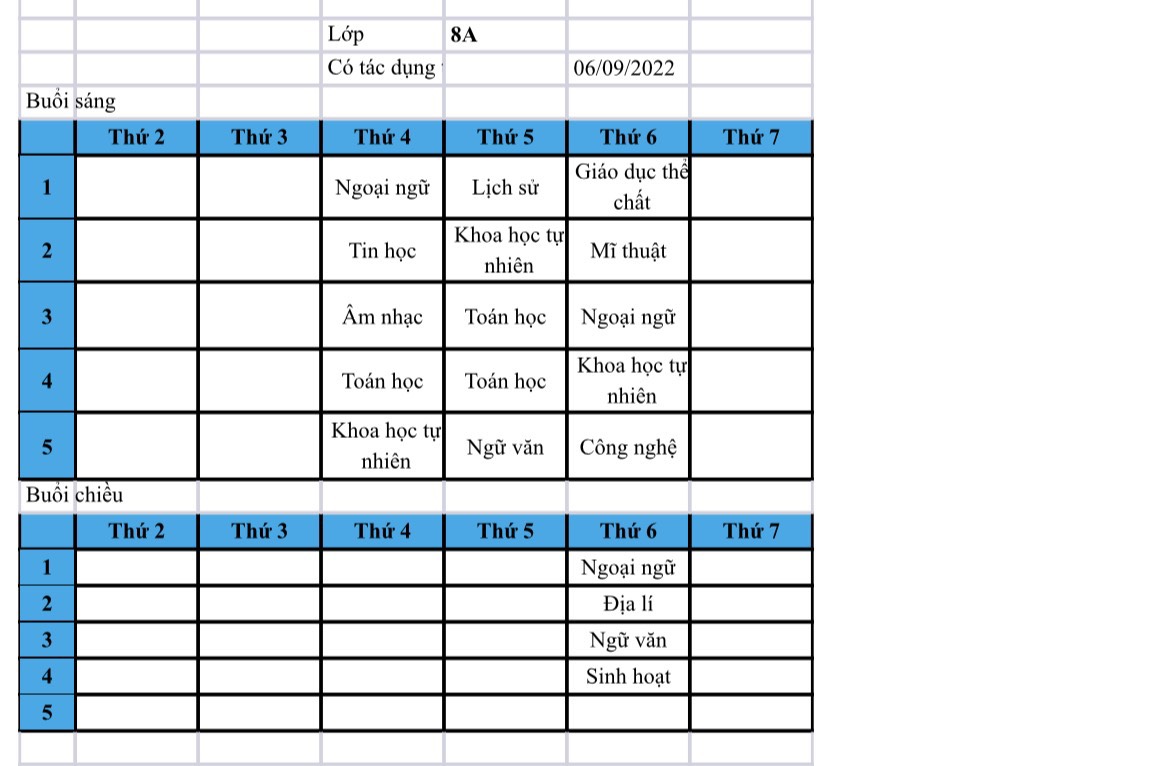 Lớp 8A
Có tác dụng 06/09/2022
Buổi sáng
Thứ 2 Thứ 3 Thứ 4 Thứ 5 Thứ 6 Thứ 7
1 Ngoại ngữ Lịch sử Giáo dục thể chất
2 Tin học Khoa học tự nhiên Mĩ thuật
3 Âm nhạc Toán học Ngoại ngữ
4 Toán học Toán học Khoa học tự nhiên
5 Khoa học tự nhiên Ngữ văn Công nghệ
Buổi chiều
Thứ 2 Thứ 3 Thứ 4 Thứ 5 Thứ 6 Thứ 7
1 Ngoại ngữ
2 Địa lí
3 Ngữ văn
4 Sinh hoạt
5